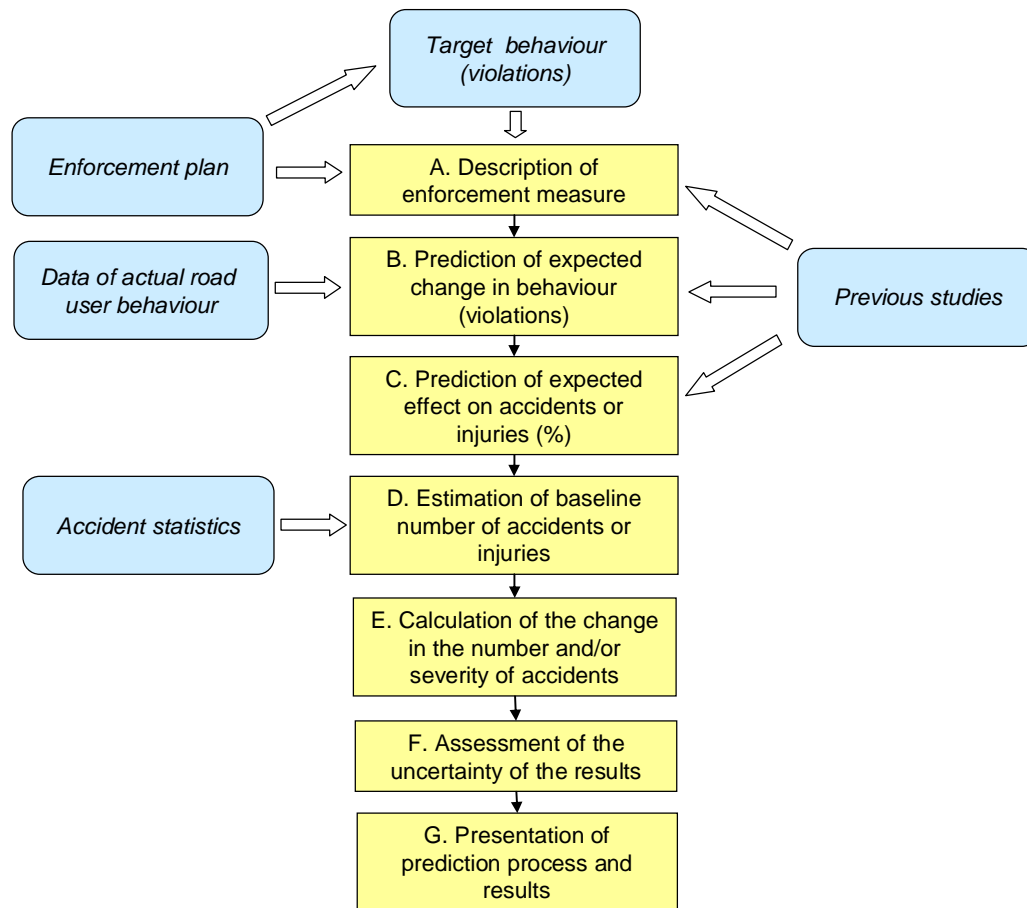 Target behaviour
(violations)
Enforcement plan
A. Description of
enforcement measure
Data of actual road
user behaviour
B. Prediction of expected
change in behaviour
(violations)
Previous studies
C. Prediction of expected
effect on accidents or
injuries (%)
Accident statistics
D. Estimation of baseline
number of accidents or
injuries
E. Calculation of the change
in the number and/or
severity of accidents
F. Assessment of the
uncertainty of the results
G. Presentation of
prediction process and
results